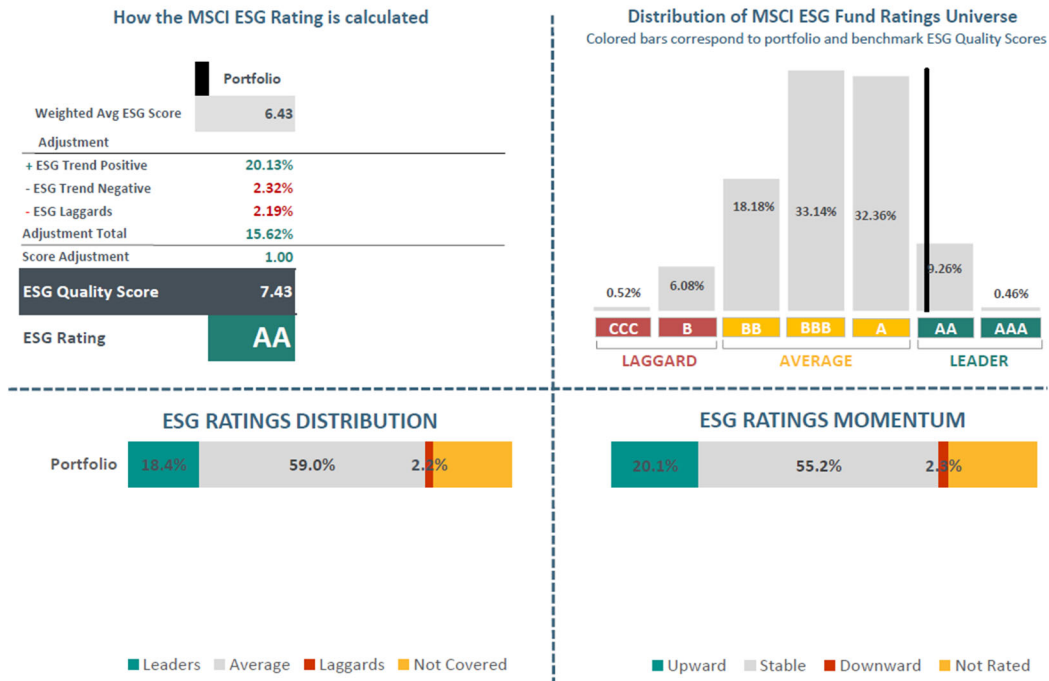 How the MSCI ESG Rating is calculated
Portfolio
Weighted Avg ESG Score 6.43
Adjustment
+ ESG Trend Positive 20.13%
- ESG Trend Negative 2.32%
- ESG Laggards 2.19%
Adjustment Total 15.62%
Score Adjustment 1.00
ESG Quality Score 7.43
ESG Rating AA
Distribution of MSCI ESG Fund Ratings Universe
Colored bars correspond to portfolio and benchmark ESG Quality Scores
0.52% 6.08% 18.18% 33.14% 32.36% 9.26% 0.46%
CCC B BB BBB A AA AAA
LAGGARD AVERAGE LEADER
ESG RATINGS DISTRIBUTION
Portfolio 18.4% 59.0% 2.2%
Leaders Average Laggards Not Covered
ESG RATINGS MOMENTUM
20.1% 55.2% 2.3%
Upward Stable Downward Not Rated